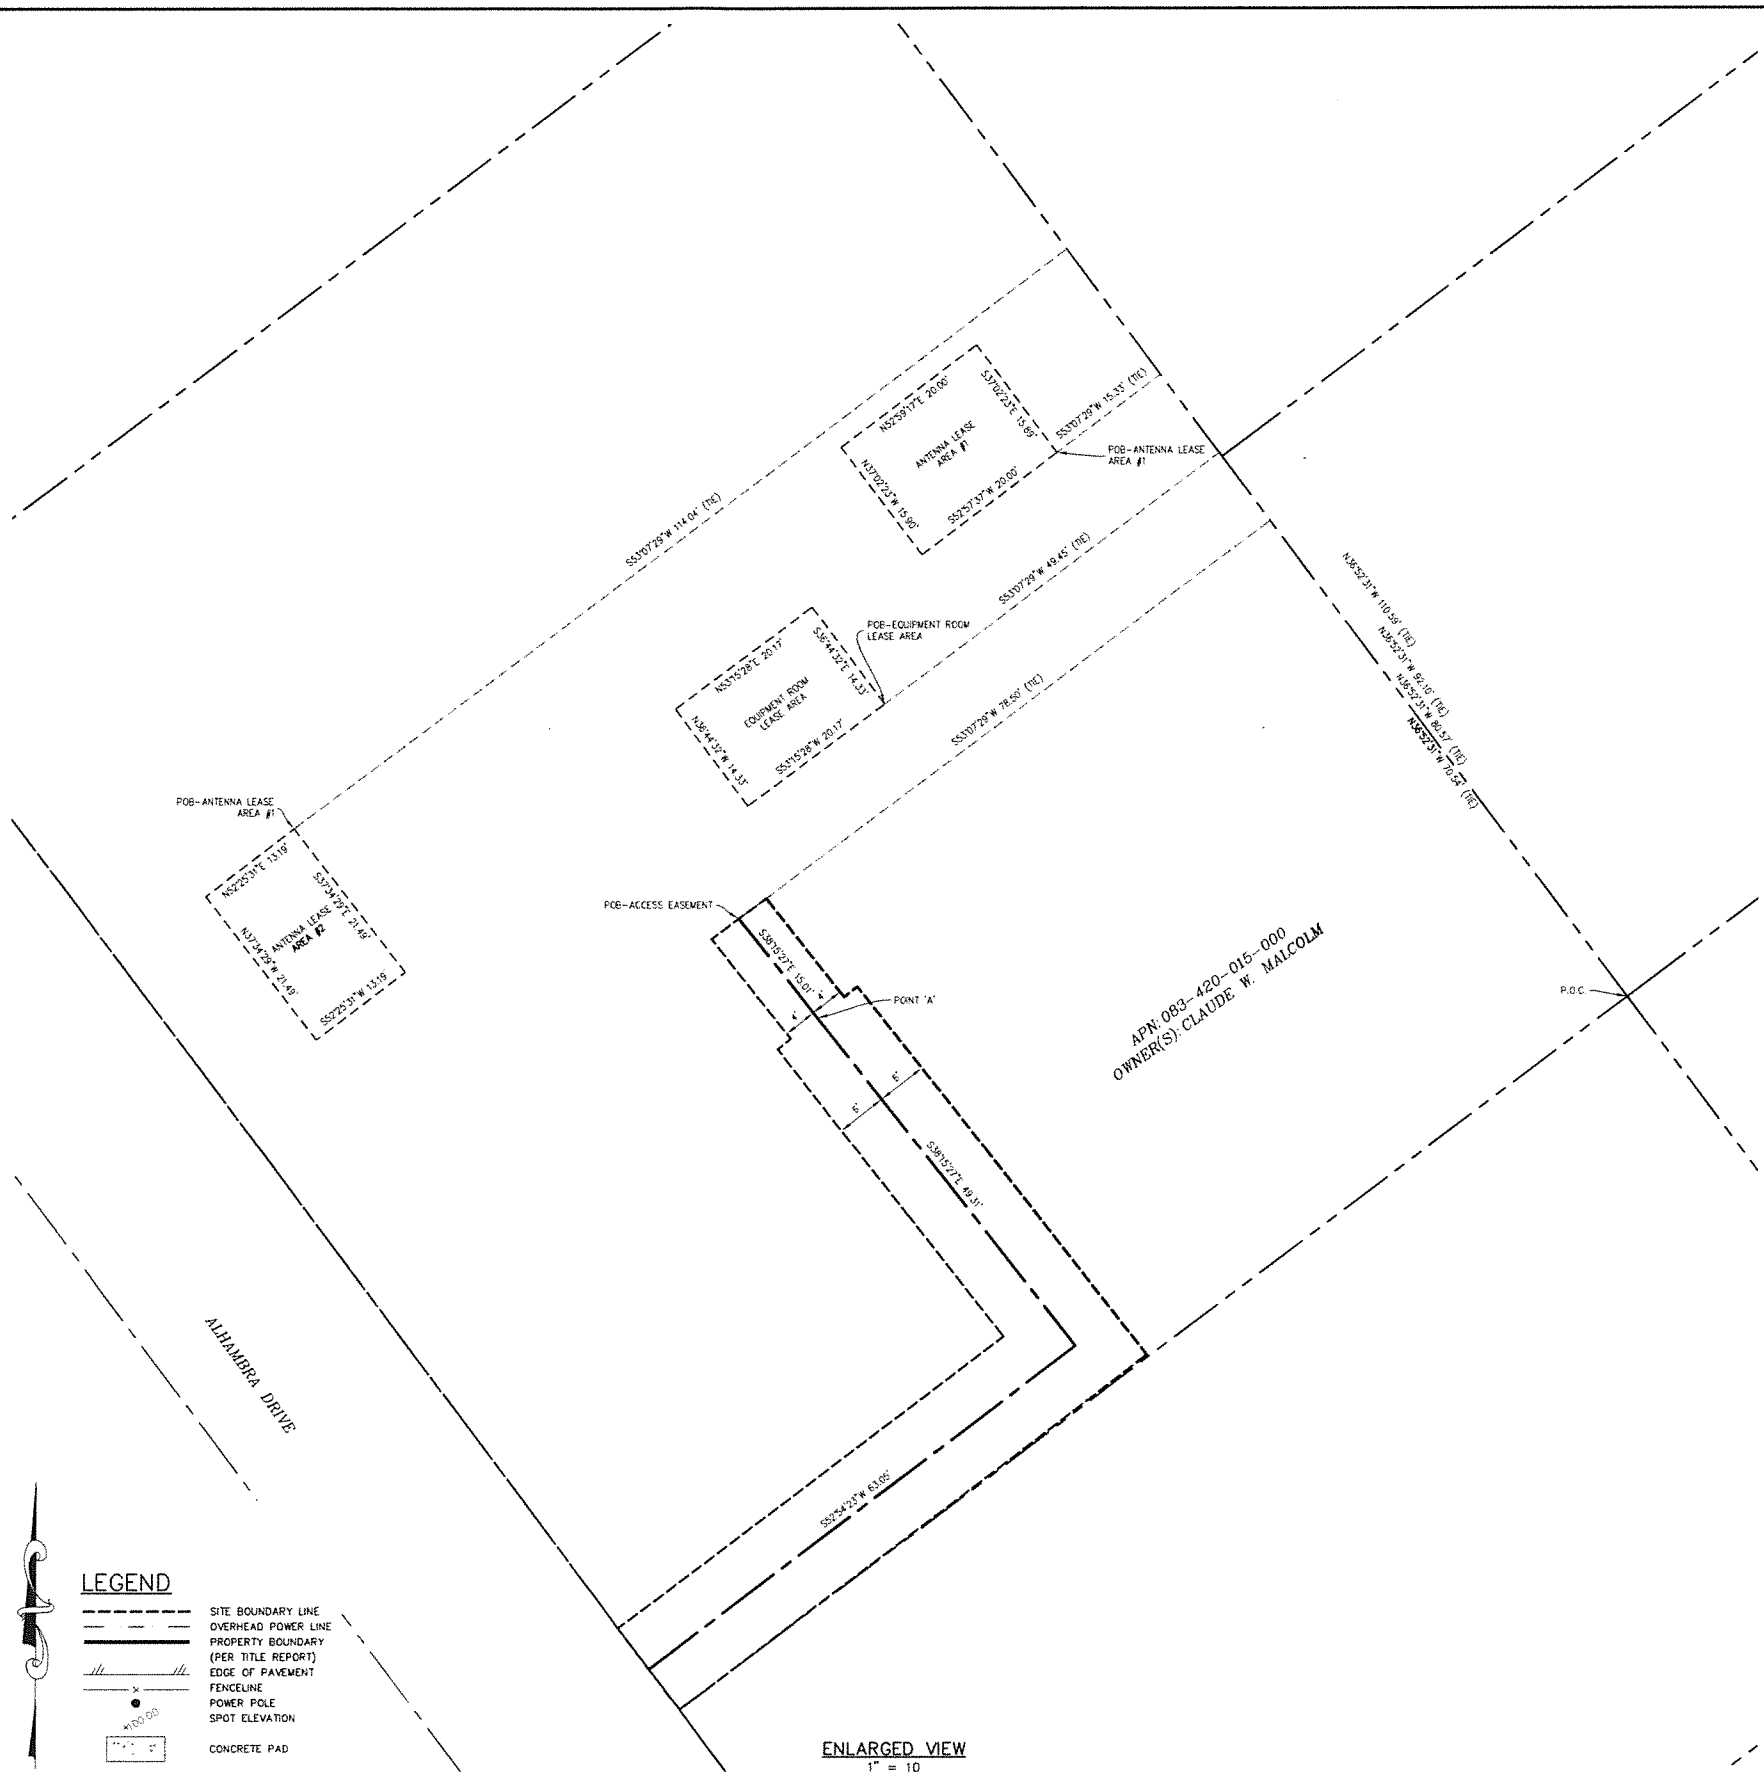 N52°59'17"E 20.00'
S37°02'23"E 15.89'
S53°07'29"W 15.33' (TIE)
ANTENNA LEASE
AREA #1
POB-ANTENNA LEASE
AREA #1
N37°02'23"W 15.90'
S52°57'37"W 20.00'
S53°07'29"W 114.04' (TIE)
S53°07'29"W 49.45' (TIE)
N36°52'31"W 110.59' (TIE)
N36°52'31"W 92.10' (TIE)
N36°52'31"W 80.57' (TIE)
N36°52'31"W 70.54' (TIE)
POB-EQUIPMENT ROOM
LEASE AREA
N53°15'28"E 20.17'
S36°44'32"E 14.33'
EQUIPMENT ROOM
LEASE AREA
N36°44'32"W 14.33'
S53°15'28"W 20.17'
S53°07'29"W 78.50' (TIE)
POB-ANTENNA LEASE
AREA #1
N52°25'31"E 13.19'
S37°34'29"E 21.49'
ANTENNA LEASE
AREA #2
N37°34'29"W 21.49'
S52°25'31"W 13.19'
POB-ACCESS EASEMENT
S38°15'27"E 15.01'
4'
4'
POINT 'A'
APN: 083-420-015-000
OWNER(S): CLAUDE W. MALCOLM
P.O.C.
6'
6'
S38°15'27"E 49.31'
ALHAMBRA DRIVE
S52°54'23"W 63.05'
LEGEND
SITE BOUNDARY LINE
OVERHEAD POWER LINE
PROPERTY BOUNDARY
(PER TITLE REPORT)
EDGE OF PAVEMENT
FENCELINE
POWER POLE
SPOT ELEVATION
×100.00
CONCRETE PAD
ENLARGED VIEW
1" = 10